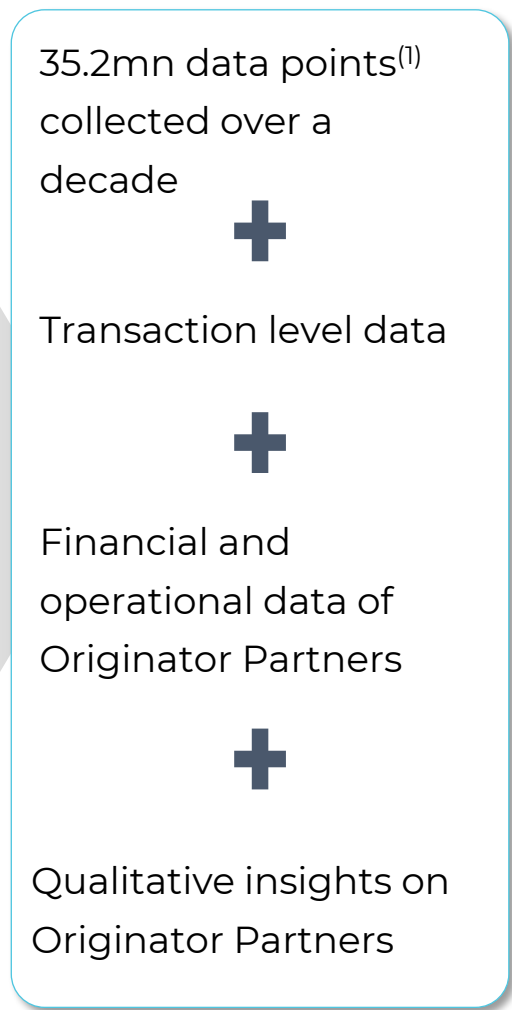 35.2mn data points(1)
collected over a
decade
Transaction level data
Financial and
operational data of
Originator Partners
Qualitative insights on
Originator Partners